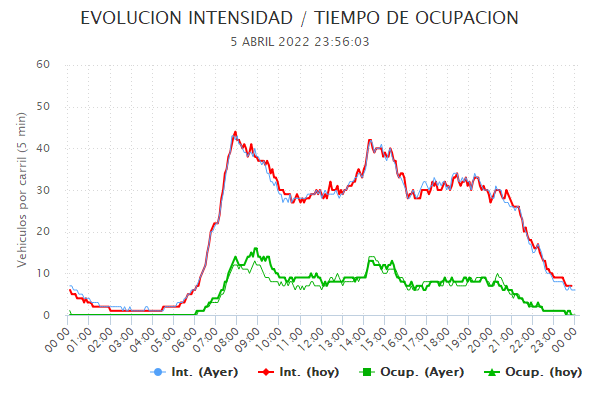 EVOLUCION INTENSIDAD / TIEMPO DE OCUPACION
5 ABRIL 2022 23:56:03
Vehiculos por carril (5 min)
60
50
40
30
20
10
0
00:00 01:00 02:00 03:00 04:00 05:00 06:00 07:00 08:00 09:00 10:00 11:00 12:00 13:00 14:00 15:00 16:00 17:00 18:00 19:00 20:00 21:00 22:00 23:00 00:00
Int. (Ayer) Int. (hoy) Ocup. (Ayer) Ocup. (hoy)